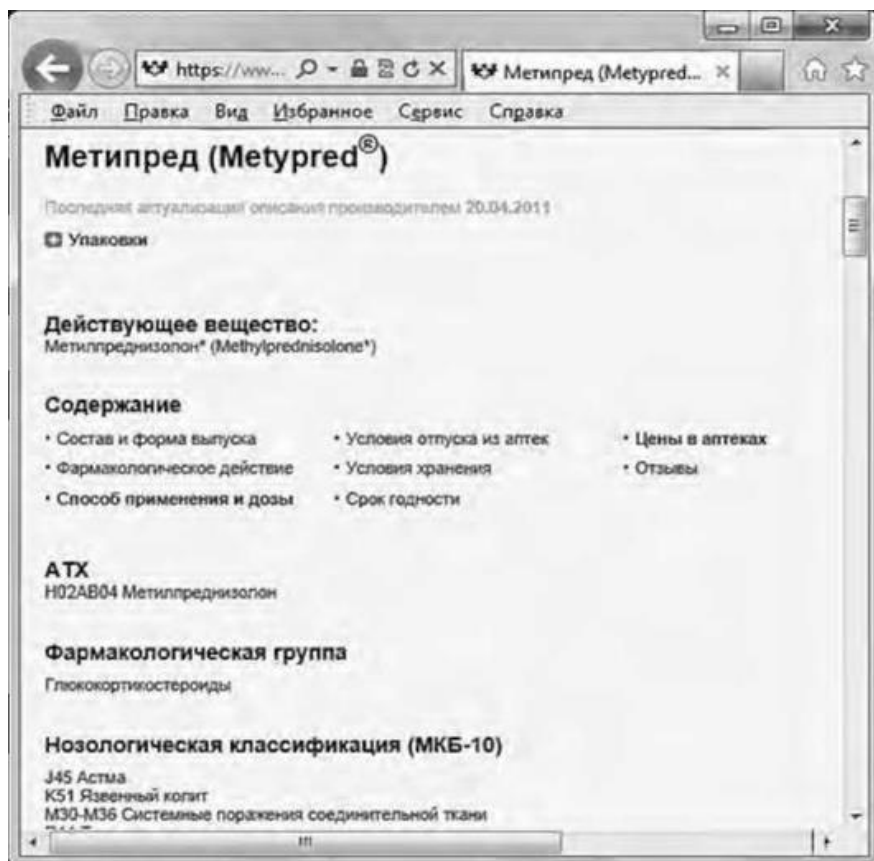 https://ww...
Метипред (Metypred...
Файл Правка Вид Избранное Сервис Справка
Метипред (Metypred®)
Последняя актуализация описания производителем 20.04.2011
Упаковки
Действующее вещество:
Метилпреднизолон* (Methylprednisolone*)
Содержание
• Состав и форма выпуска • Условия отпуска из аптек • Цены в аптеках
• Фармакологическое действие • Условия хранения • Отзывы
• Способ применения и дозы • Срок годности
АТХ
H02AB04 Метилпреднизолон
Фармакологическая группа
Глюкокортикостероиды
Нозологическая классификация (МКБ-10)
J45 Астма
K51 Язвенный колит
M30-M36 Системные поражения соединительной ткани